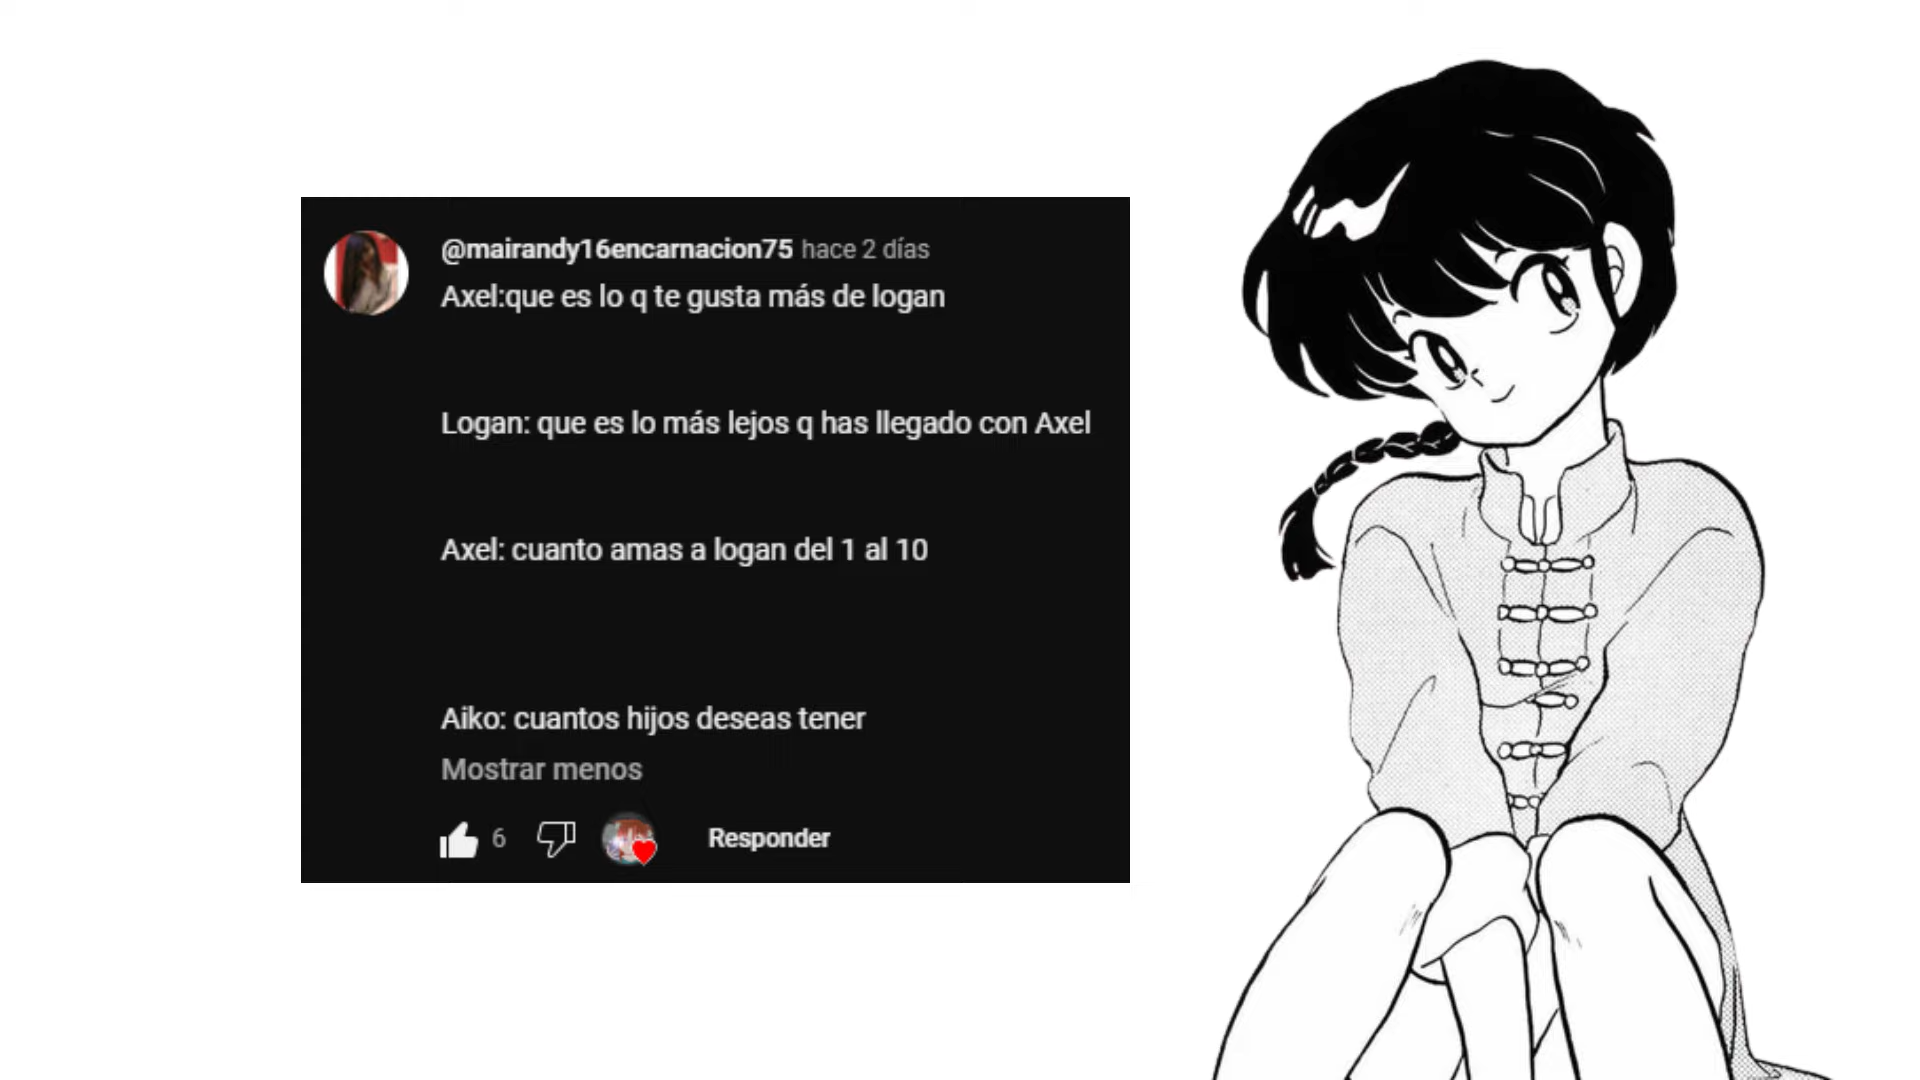 @mairandy16encarnacion75 hace 2 días
Axel:que es lo q te gusta más de logan
Logan: que es lo más lejos q has llegado con Axel
Axel: cuanto amas a logan del 1 al 10
Aiko: cuantos hijos deseas tener
Mostrar menos
6 Responder